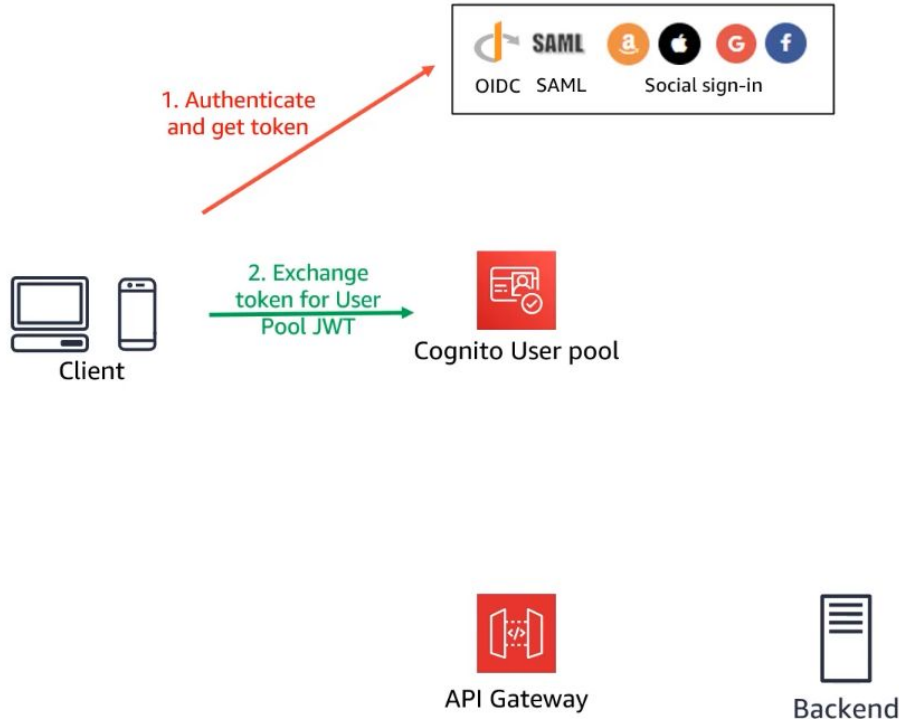 SAML
a
G
f
OIDC SAML Social sign-in
1. Authenticate
and get token
2. Exchange
token for User
Pool JWT
Client
Cognito User pool
</>
API Gateway
Backend